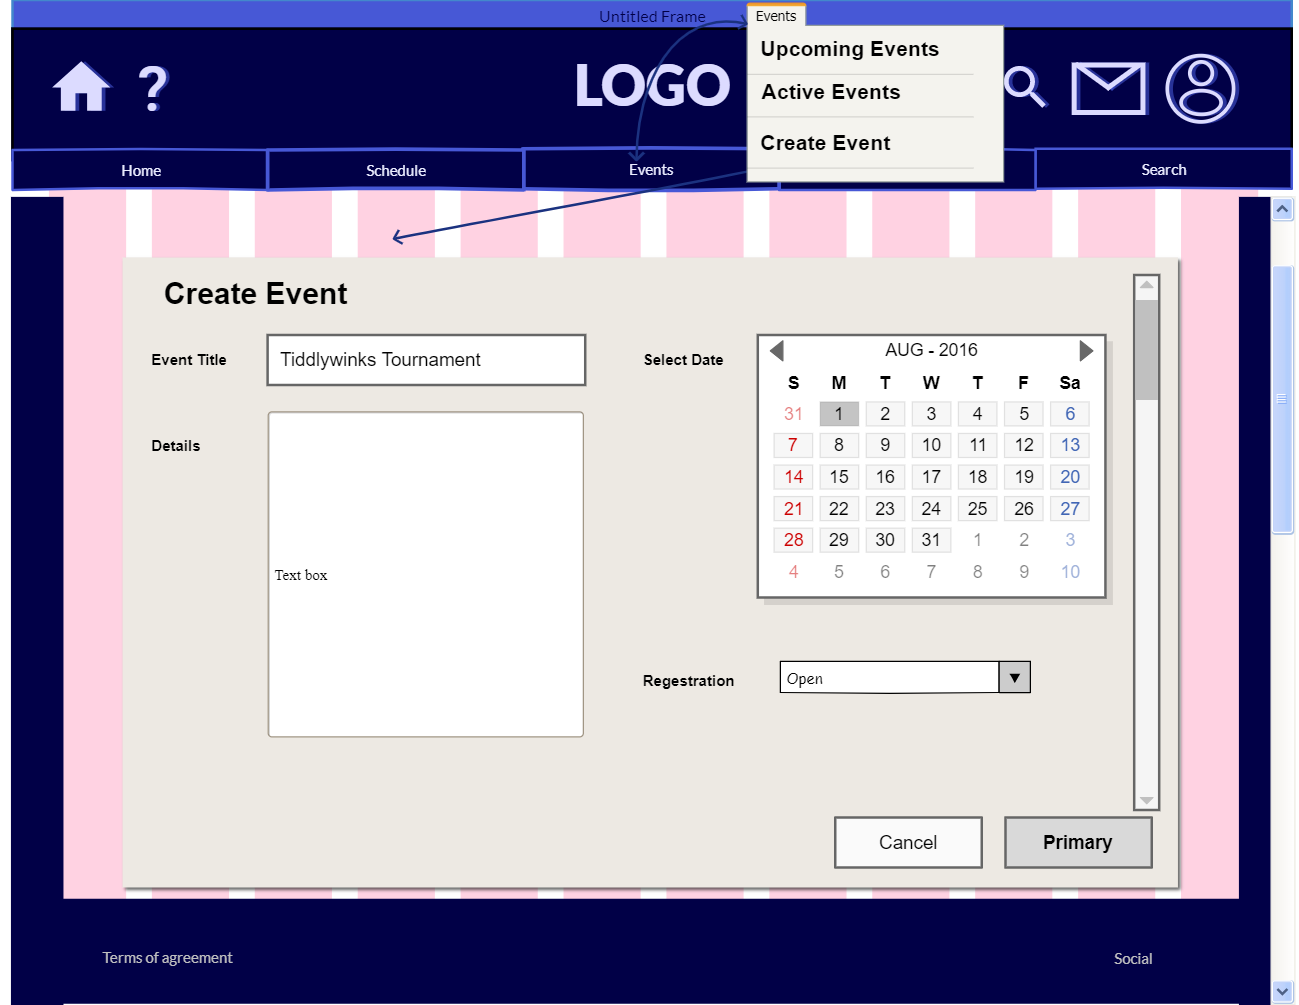 Untitled Frame
Events
Upcoming Events
Active Events
Create Event
?
LOGO
Home
Schedule
Events
Search
Create Event
Event Title
Tiddlywinks Tournament
Details
Text box
Select Date
AUG - 2016
S M T W T F Sa
31 1 2 3 4 5 6
7 8 9 10 11 12 13
14 15 16 17 18 19 20
21 22 23 24 25 26 27
28 29 30 31 1 2 3
4 5 6 7 8 9 10
Regestration
Open
Cancel
Primary
Terms of agreement
Social